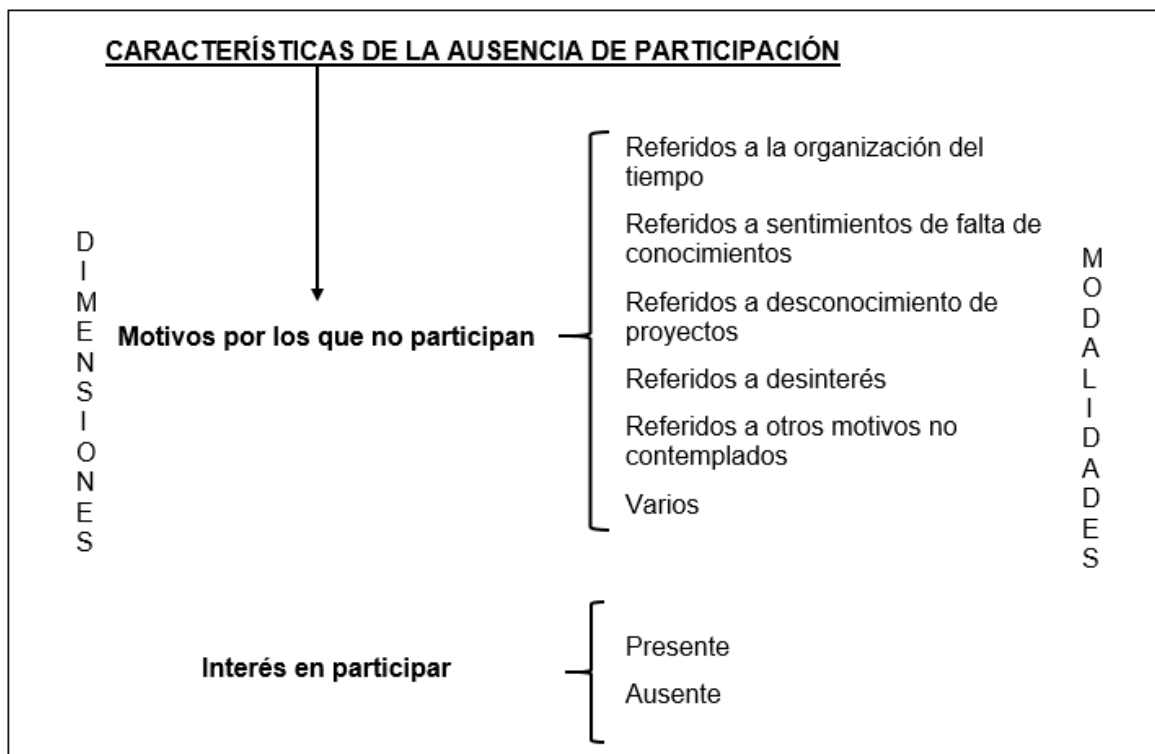 CARACTERÍSTICAS DE LA AUSENCIA DE PARTICIPACIÓN
DIMENSIONES
Motivos por los que no participan
Referidos a la organización del
tiempo
Referidos a sentimientos de falta de
conocimientos
Referidos a desconocimiento de
proyectos
Referidos a desinterés
Referidos a otros motivos no
contemplados
Varios
MODALIDADES
Interés en participar
Presente
Ausente